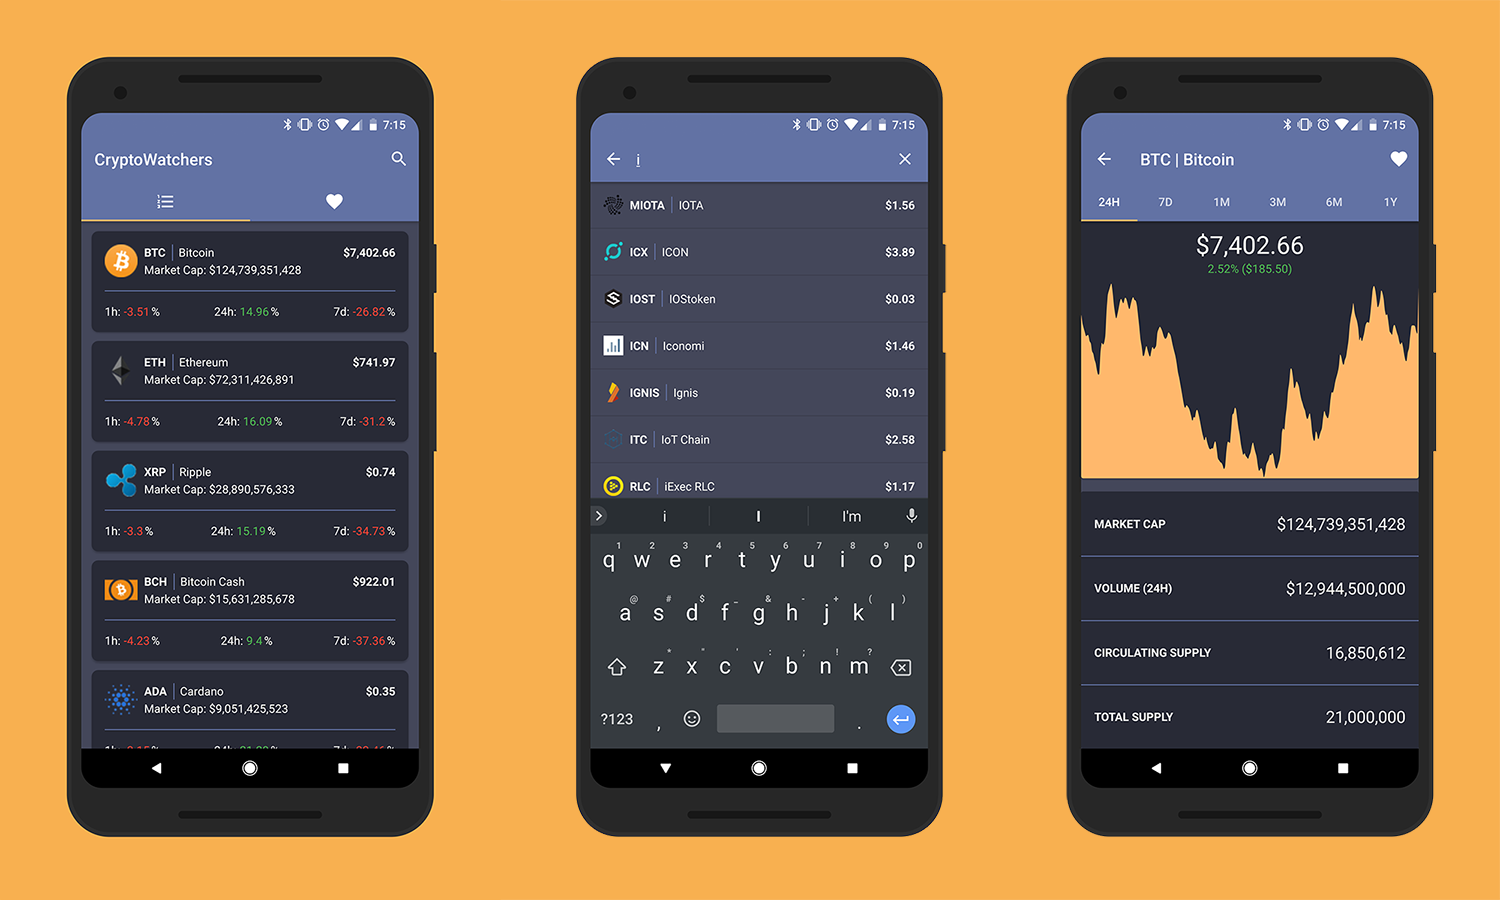 7:15
CryptoWatchers
BTC | Bitcoin $7,402.66
Market Cap: $124,739,351,428
1h: -3.51% 24h: 14.96% 7d: -26.82%
ETH | Ethereum $741.97
Market Cap: $72,311,426,891
1h: -4.78% 24h: 16.09% 7d: -31.2%
XRP | Ripple $0.74
Market Cap: $28,890,576,333
1h: -3.3% 24h: 15.19% 7d: -34.73%
BCH | Bitcoin Cash $922.01
Market Cap: $15,631,285,678
1h: -4.23% 24h: 9.4% 7d: -37.36%
ADA | Cardano $0.35
Market Cap: $9,051,425,523
7:15
i
MIOTA | IOTA $1.56
ICX | ICON $3.89
IOST | IOStoken $0.03
ICN | Iconomi $1.46
IGNIS | Ignis $0.19
ITC | IoT Chain $2.58
RLC | iExec RLC $1.17
i I I'm
1 2 3 4 5 6 7 8 9 0
q w e r t y u i o p
@ # $ _ & - + ( )
a s d f g h j k l
* " ' : ; ! ?
z x c v b n m
?123 , .
7:15
BTC | Bitcoin
24H 7D 1M 3M 6M 1Y
$7,402.66
2.52% ($185.50)
MARKET CAP $124,739,351,428
VOLUME (24H) $12,944,500,000
CIRCULATING SUPPLY 16,850,612
TOTAL SUPPLY 21,000,000